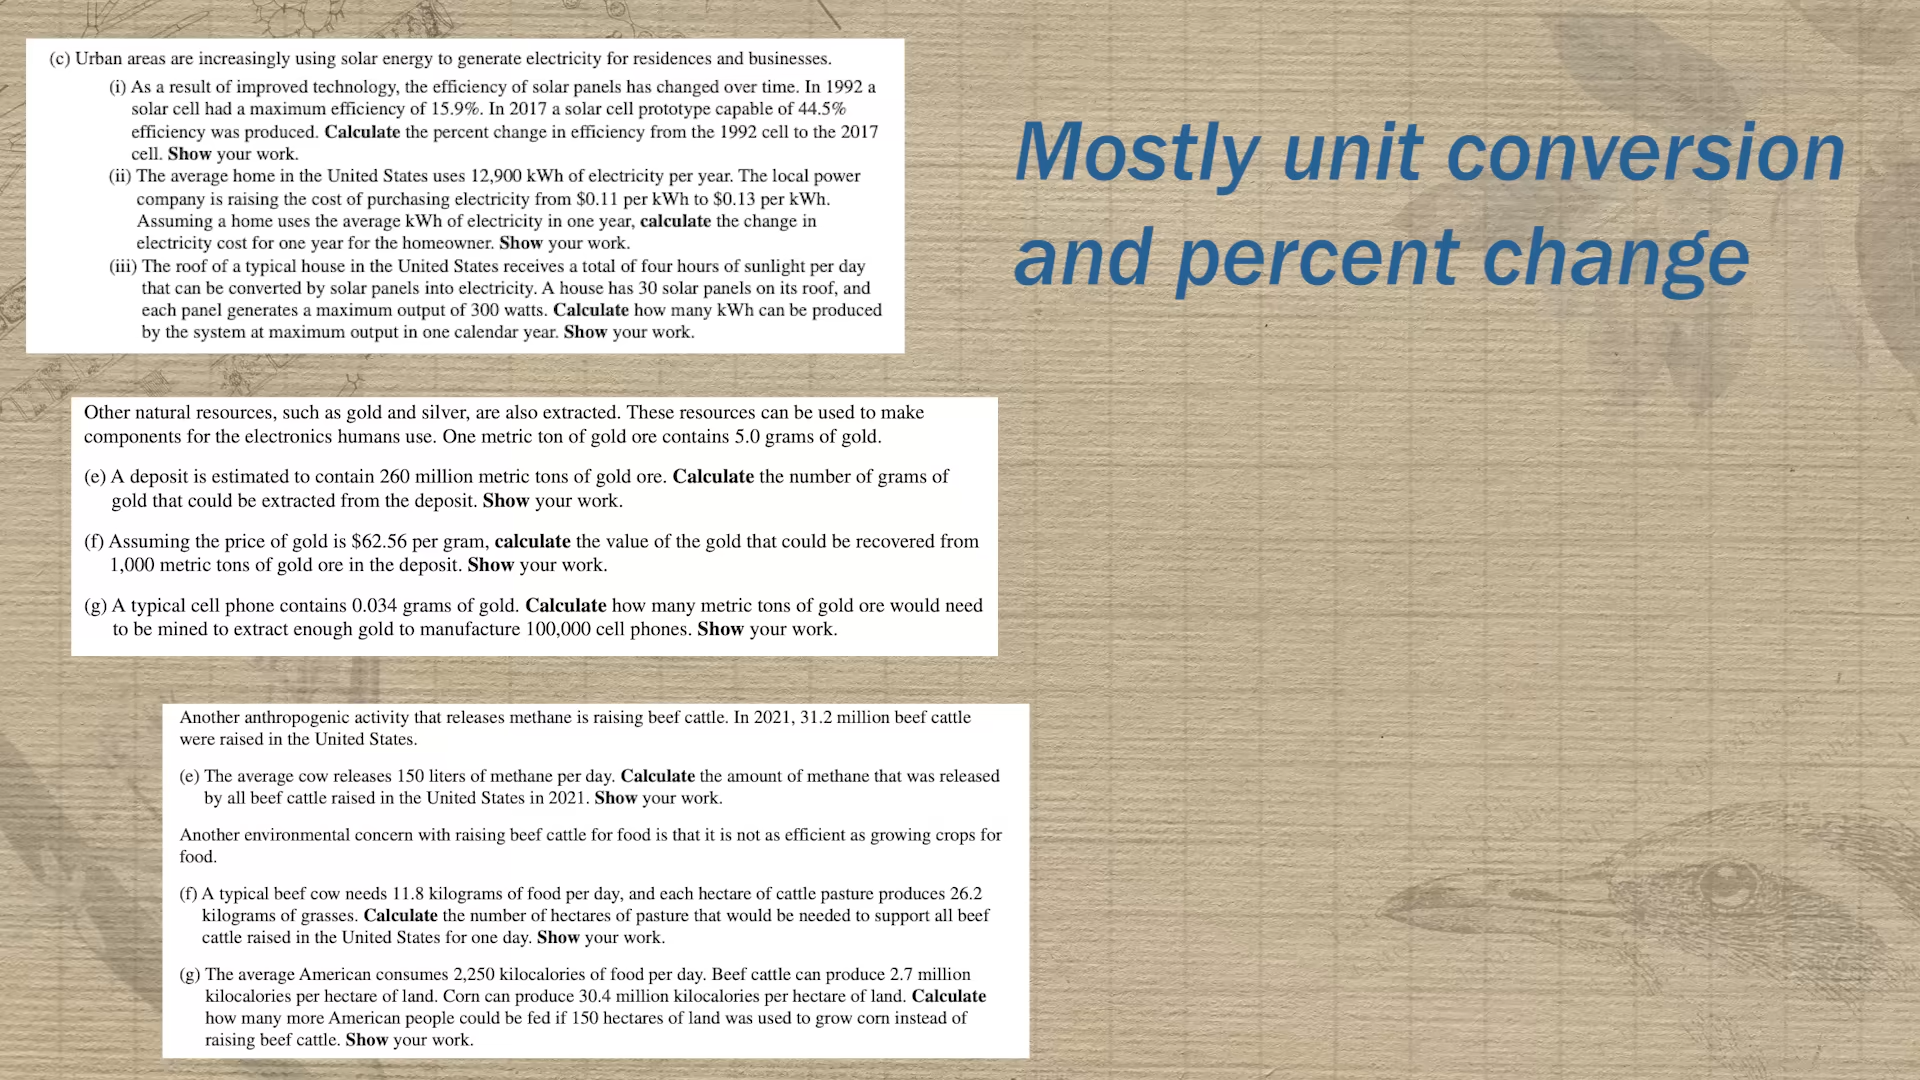 (c) Urban areas are increasingly using solar energy to generate electricity for residences and businesses.
(i) As a result of improved technology, the efficiency of solar panels has changed over time. In 1992 a
solar cell had a maximum efficiency of 15.9%. In 2017 a solar cell prototype capable of 44.5%
efficiency was produced. Calculate the percent change in efficiency from the 1992 cell to the 2017
cell. Show your work.
(ii) The average home in the United States uses 12,900 kWh of electricity per year. The local power
company is raising the cost of purchasing electricity from $0.11 per kWh to $0.13 per kWh.
Assuming a home uses the average kWh of electricity in one year, calculate the change in
electricity cost for one year for the homeowner. Show your work.
(iii) The roof of a typical house in the United States receives a total of four hours of sunlight per day
that can be converted by solar panels into electricity. A house has 30 solar panels on its roof, and
each panel generates a maximum output of 300 watts. Calculate how many kWh can be produced
by the system at maximum output in one calendar year. Show your work.
Mostly unit conversion
and percent change
Other natural resources, such as gold and silver, are also extracted. These resources can be used to make
components for the electronics humans use. One metric ton of gold ore contains 5.0 grams of gold.
(e) A deposit is estimated to contain 260 million metric tons of gold ore. Calculate the number of grams of
gold that could be extracted from the deposit. Show your work.
(f) Assuming the price of gold is $62.56 per gram, calculate the value of the gold that could be recovered from
1,000 metric tons of gold ore in the deposit. Show your work.
(g) A typical cell phone contains 0.034 grams of gold. Calculate how many metric tons of gold ore would need
to be mined to extract enough gold to manufacture 100,000 cell phones. Show your work.
Another anthropogenic activity that releases methane is raising beef cattle. In 2021, 31.2 million beef cattle
were raised in the United States.
(e) The average cow releases 150 liters of methane per day. Calculate the amount of methane that was released
by all beef cattle raised in the United States in 2021. Show your work.
Another environmental concern with raising beef cattle for food is that it is not as efficient as growing crops for
food.
(f) A typical beef cow needs 11.8 kilograms of food per day, and each hectare of cattle pasture produces 26.2
kilograms of grasses. Calculate the number of hectares of pasture that would be needed to support all beef
cattle raised in the United States for one day. Show your work.
(g) The average American consumes 2,250 kilocalories of food per day. Beef cattle can produce 2.7 million
kilocalories per hectare of land. Corn can produce 30.4 million kilocalories per hectare of land. Calculate
how many more American people could be fed if 150 hectares of land was used to grow corn instead of
raising beef cattle. Show your work.